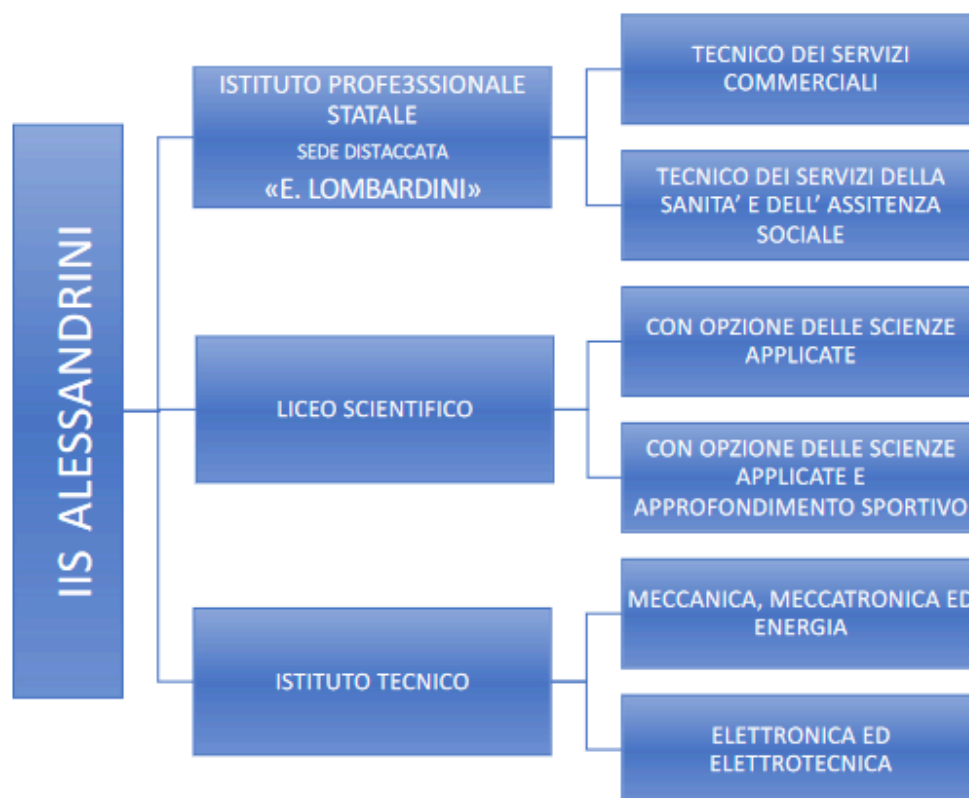 IIS ALESSANDRINI
ISTITUTO PROFE3SSIONALE
STATALE
SEDE DISTACCATA
«E. LOMBARDINI»
TECNICO DEI SERVIZI
COMMERCIALI
TECNICO DEI SERVIZI DELLA
SANITA’ E DELL’ ASSITENZA
SOCIALE
LICEO SCIENTIFICO
CON OPZIONE DELLE SCIENZE
APPLICATE
CON OPZIONE DELLE SCIENZE
APPLICATE E
APPROFONDIMENTO SPORTIVO
ISTITUTO TECNICO
MECCANICA, MECCATRONICA ED
ENERGIA
ELETTRONICA ED
ELETTROTECNICA